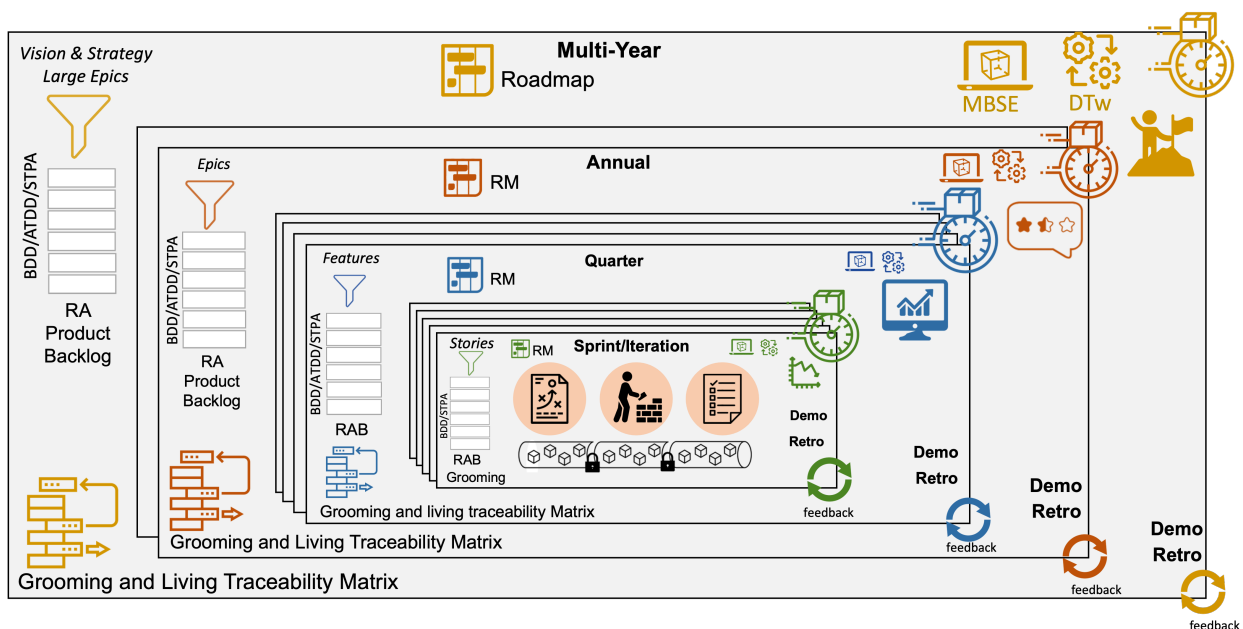 Vision & Strategy
Large Epics
Multi-Year
Roadmap
MBSE
DTw
BDD/ATDD/STPA
RA
Product
Backlog
Epics
Annual
RM
BDD/ATDD/STPA
RA
Product
Backlog
Features
Quarter
RM
BDD/ATDD/STPA
RAB
Stories
RM
Sprint/Iteration
BDD/STPA
RAB
Grooming
Demo
Retro
feedback
Grooming and living traceability Matrix
Demo
Retro
feedback
Grooming and Living Traceability Matrix
Demo
Retro
feedback
Grooming and Living Traceability Matrix
Demo
Retro
feedback